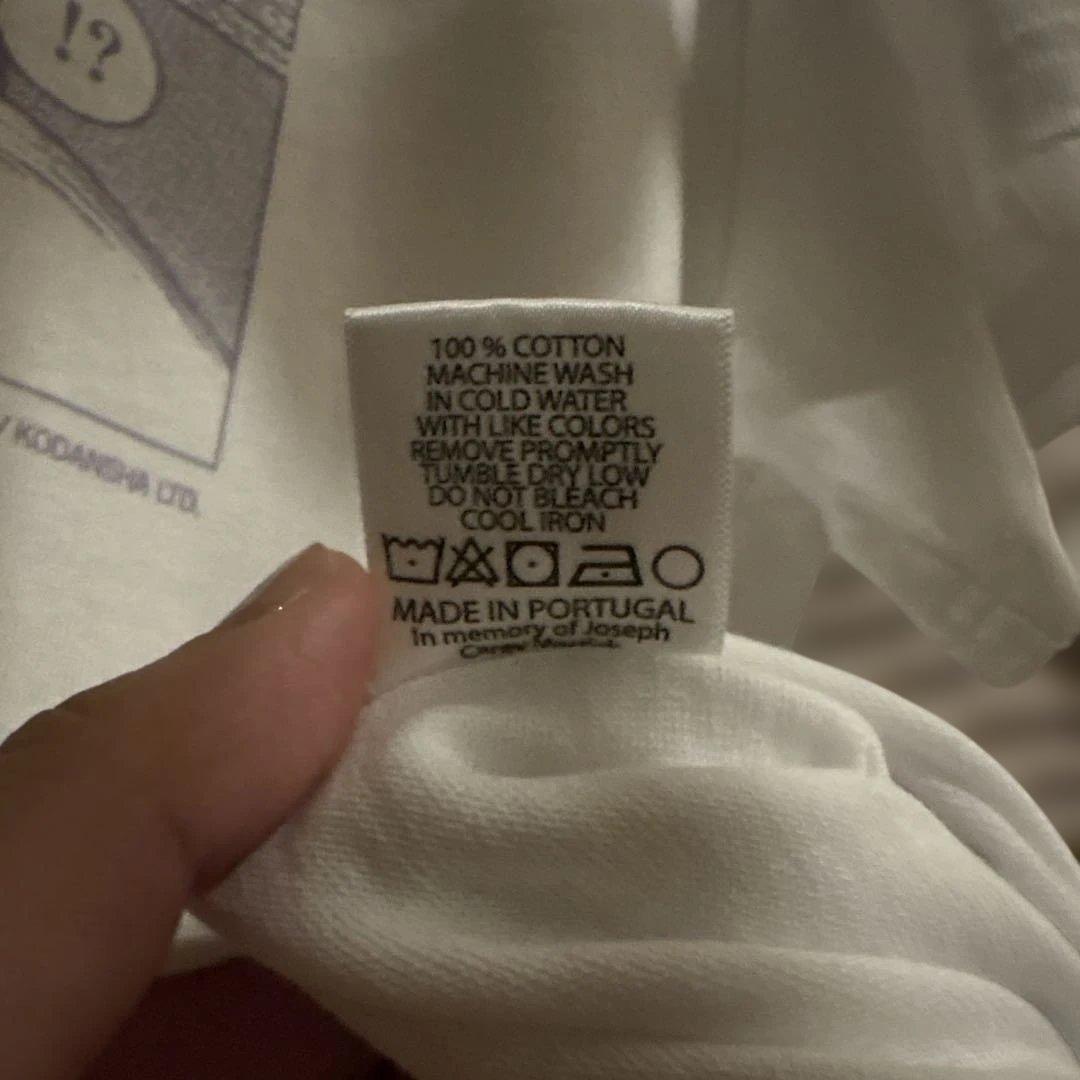 !?
KODANSHA LTD.
100 % COTTON
MACHINE WASH
IN COLD WATER
WITH LIKE COLORS
REMOVE PROMPTLY
TUMBLE DRY LOW
DO NOT BLEACH
COOL IRON
MADE IN PORTUGAL
In memory of Joseph